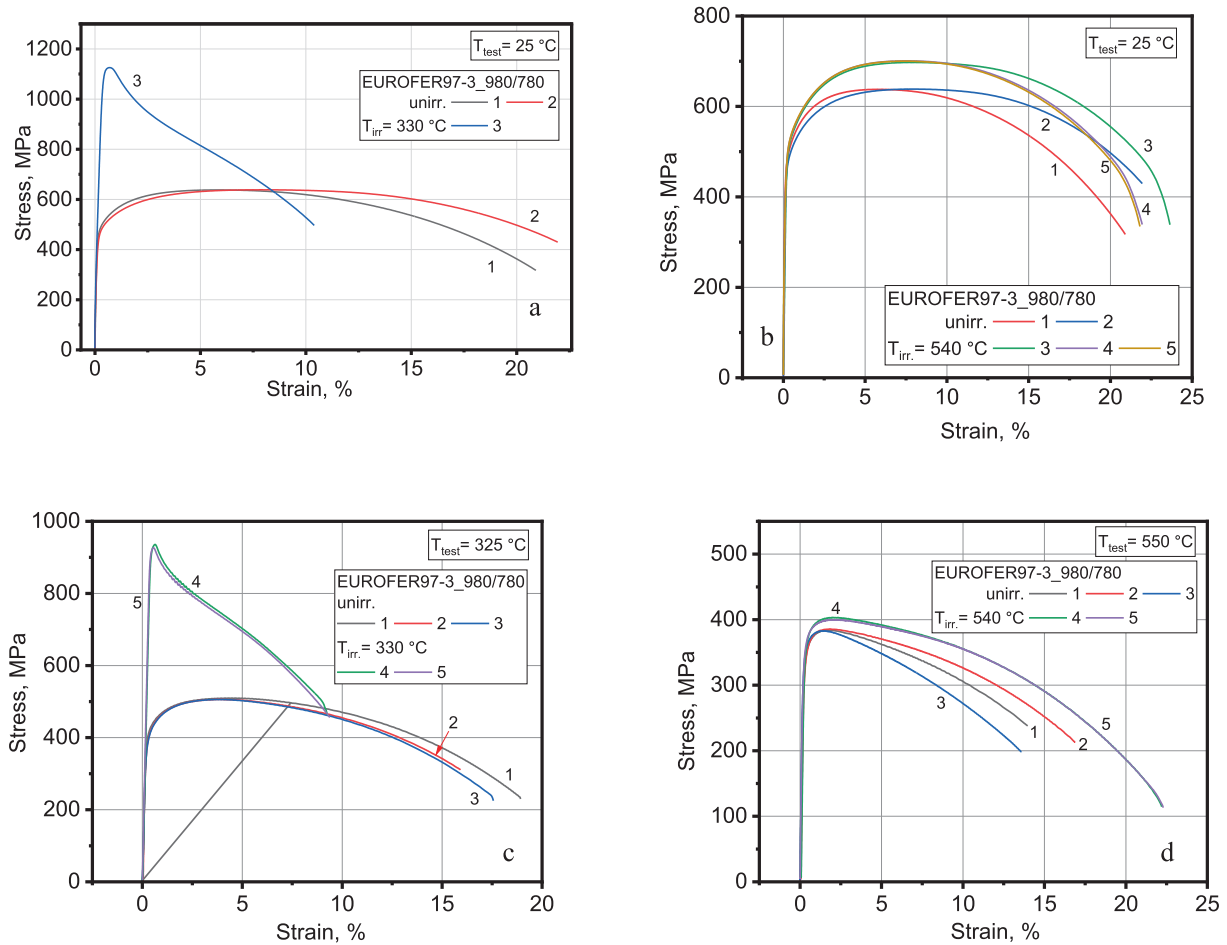 1200
1000
800
600
400
200
0
Stress, MPa
T_test= 25 °C
EUROFER97-3_980/780
unirr. 1 2
T_irr= 330 °C 3
3
2
1
a
0 5 10 15 20
Strain, %
800
600
400
200
0
Stress, MPa
T_test= 25 °C
3
2
1
5
4
EUROFER97-3_980/780
unirr. 1 2
T_irr.= 540 °C 3 4 5
b
0 5 10 15 20 25
Strain, %
1000
800
600
400
200
0
Stress, MPa
T_test= 325 °C
EUROFER97-3_980/780
unirr.
1 2 3
T_irr.= 330 °C
4 5
4
5
2
1
3
c
0 5 10 15 20
Strain, %
500
400
300
200
100
0
Stress, MPa
T_test= 550 °C
EUROFER97-3_980/780
unirr. 1 2 3
T_irr.= 540 °C 4 5
4
3
1
2
5
d
0 5 10 15 20 25
Strain, %